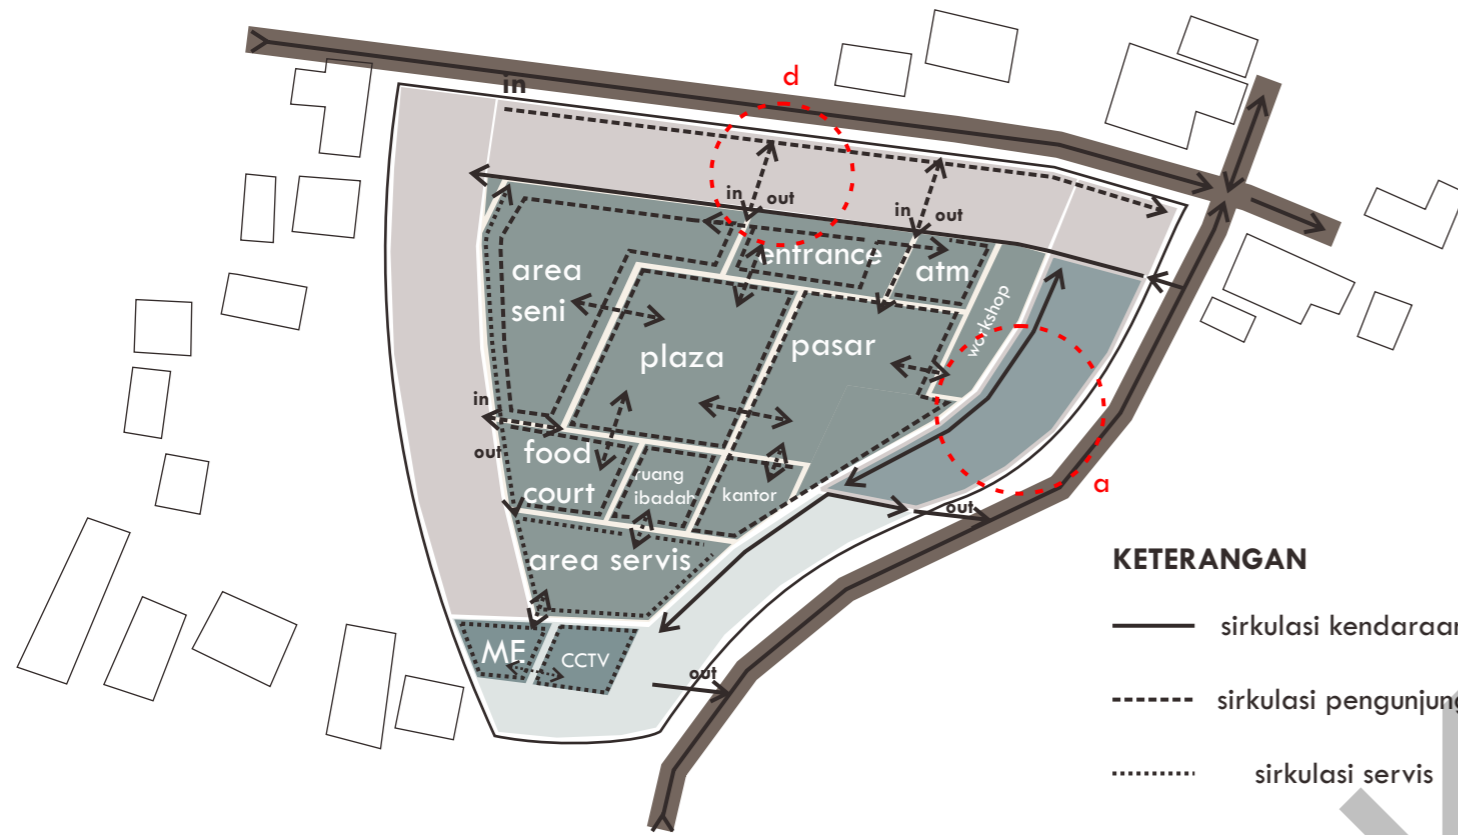 d
in
in
out
in
out
entrance
atm
area
seni
workshop
plaza
pasar
in
out
food
court
ruang
ibadah
kantor
a
out
area servis
ME
CCTV
out
KETERANGAN
sirkulasi kendaraan
sirkulasi pengunjung
sirkulasi servis